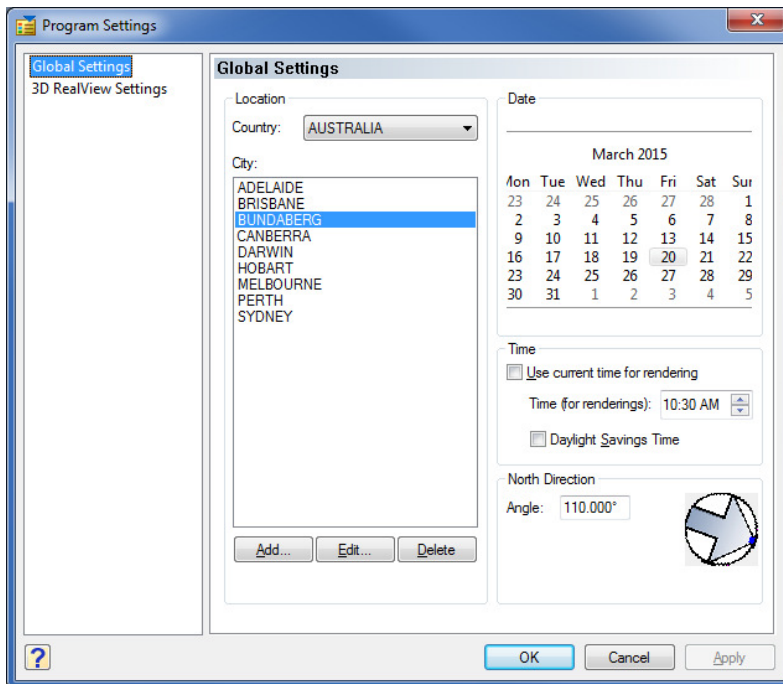 Program Settings
x
Global Settings
3D RealView Settings
Global Settings
Location
Country: AUSTRALIA
City:
ADELAIDE
BRISBANE
BUNDABERG
CANBERRA
DARWIN
HOBART
MELBOURNE
PERTH
SYDNEY
Add... Edit... Delete
Date
March 2015
Mon Tue Wed Thu Fri Sat Sun
23 24 25 26 27 28 1
2 3 4 5 6 7 8
9 10 11 12 13 14 15
16 17 18 19 20 21 22
23 24 25 26 27 28 29
30 31 1 2 3 4 5
Time
Use current time for rendering
Time (for renderings): 10:30 AM
Daylight Savings Time
North Direction
Angle: 110.000°
?
OK Cancel Apply